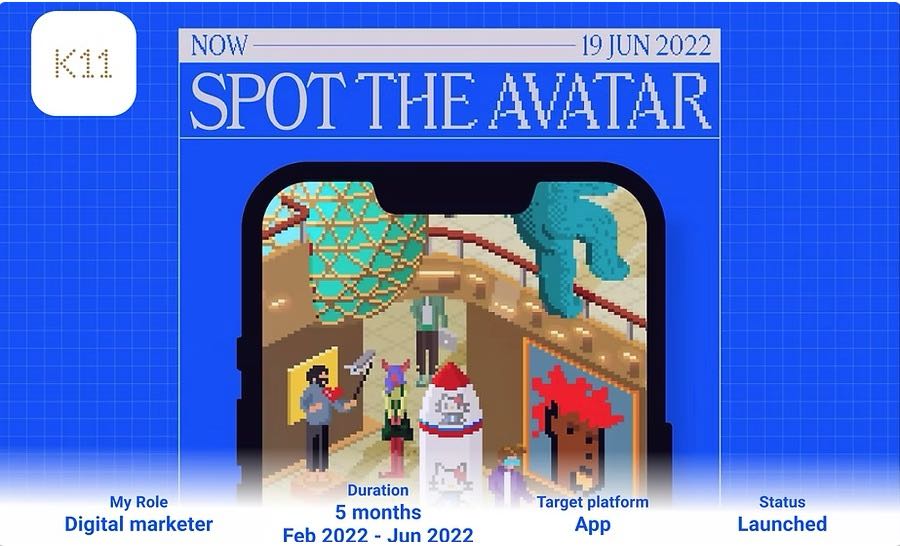 K11
NOW 19 JUN 2022
SPOT THE AVATAR
My Role
Digital marketer
Duration
5 months
Feb 2022 - Jun 2022
Target platform
App
Status
Launched